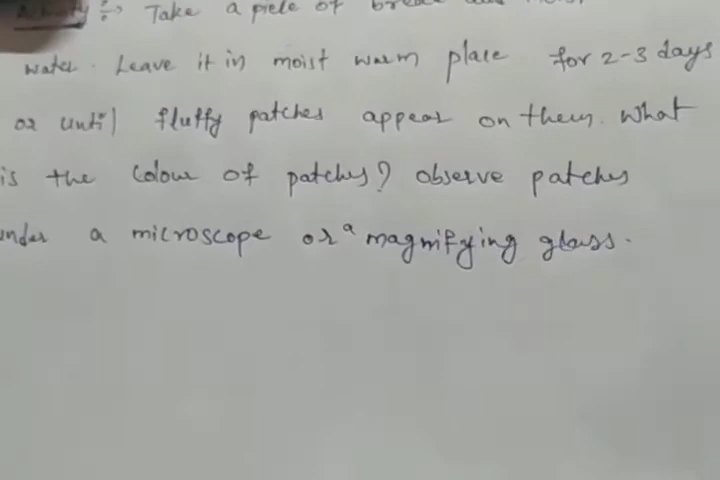 Take a piece of bread
water. Leave it in moist warm place for 2-3 days
or until fluffy patches appear on them. What
is the colour of patches? observe patches
under a microscope or a magnifying glass.